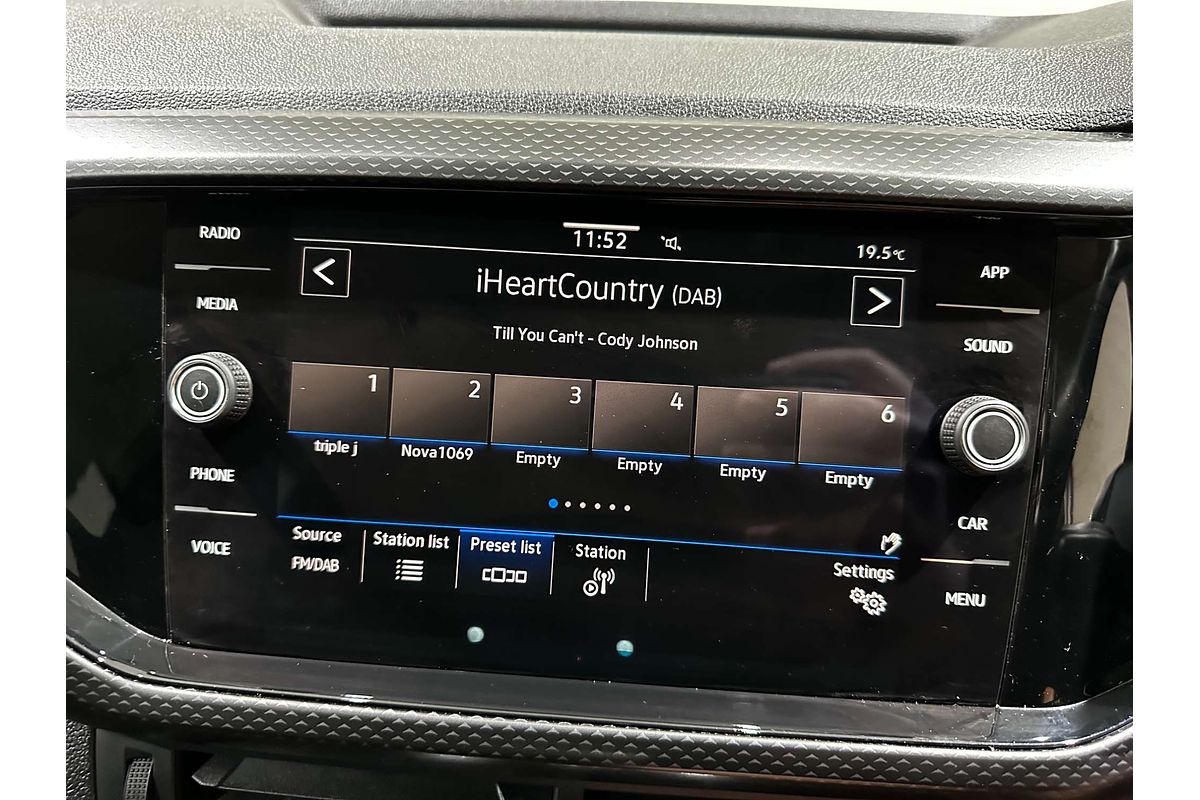 RADIO
MEDIA
PHONE
VOICE
11:52
19.5°C
iHeartCountry (DAB)
Till You Can't - Cody Johnson
1 2 3 4 5 6
triple j Nova1069 Empty Empty Empty Empty
Source Station list Preset list Station Settings
FM/DAB
APP
SOUND
CAR
MENU